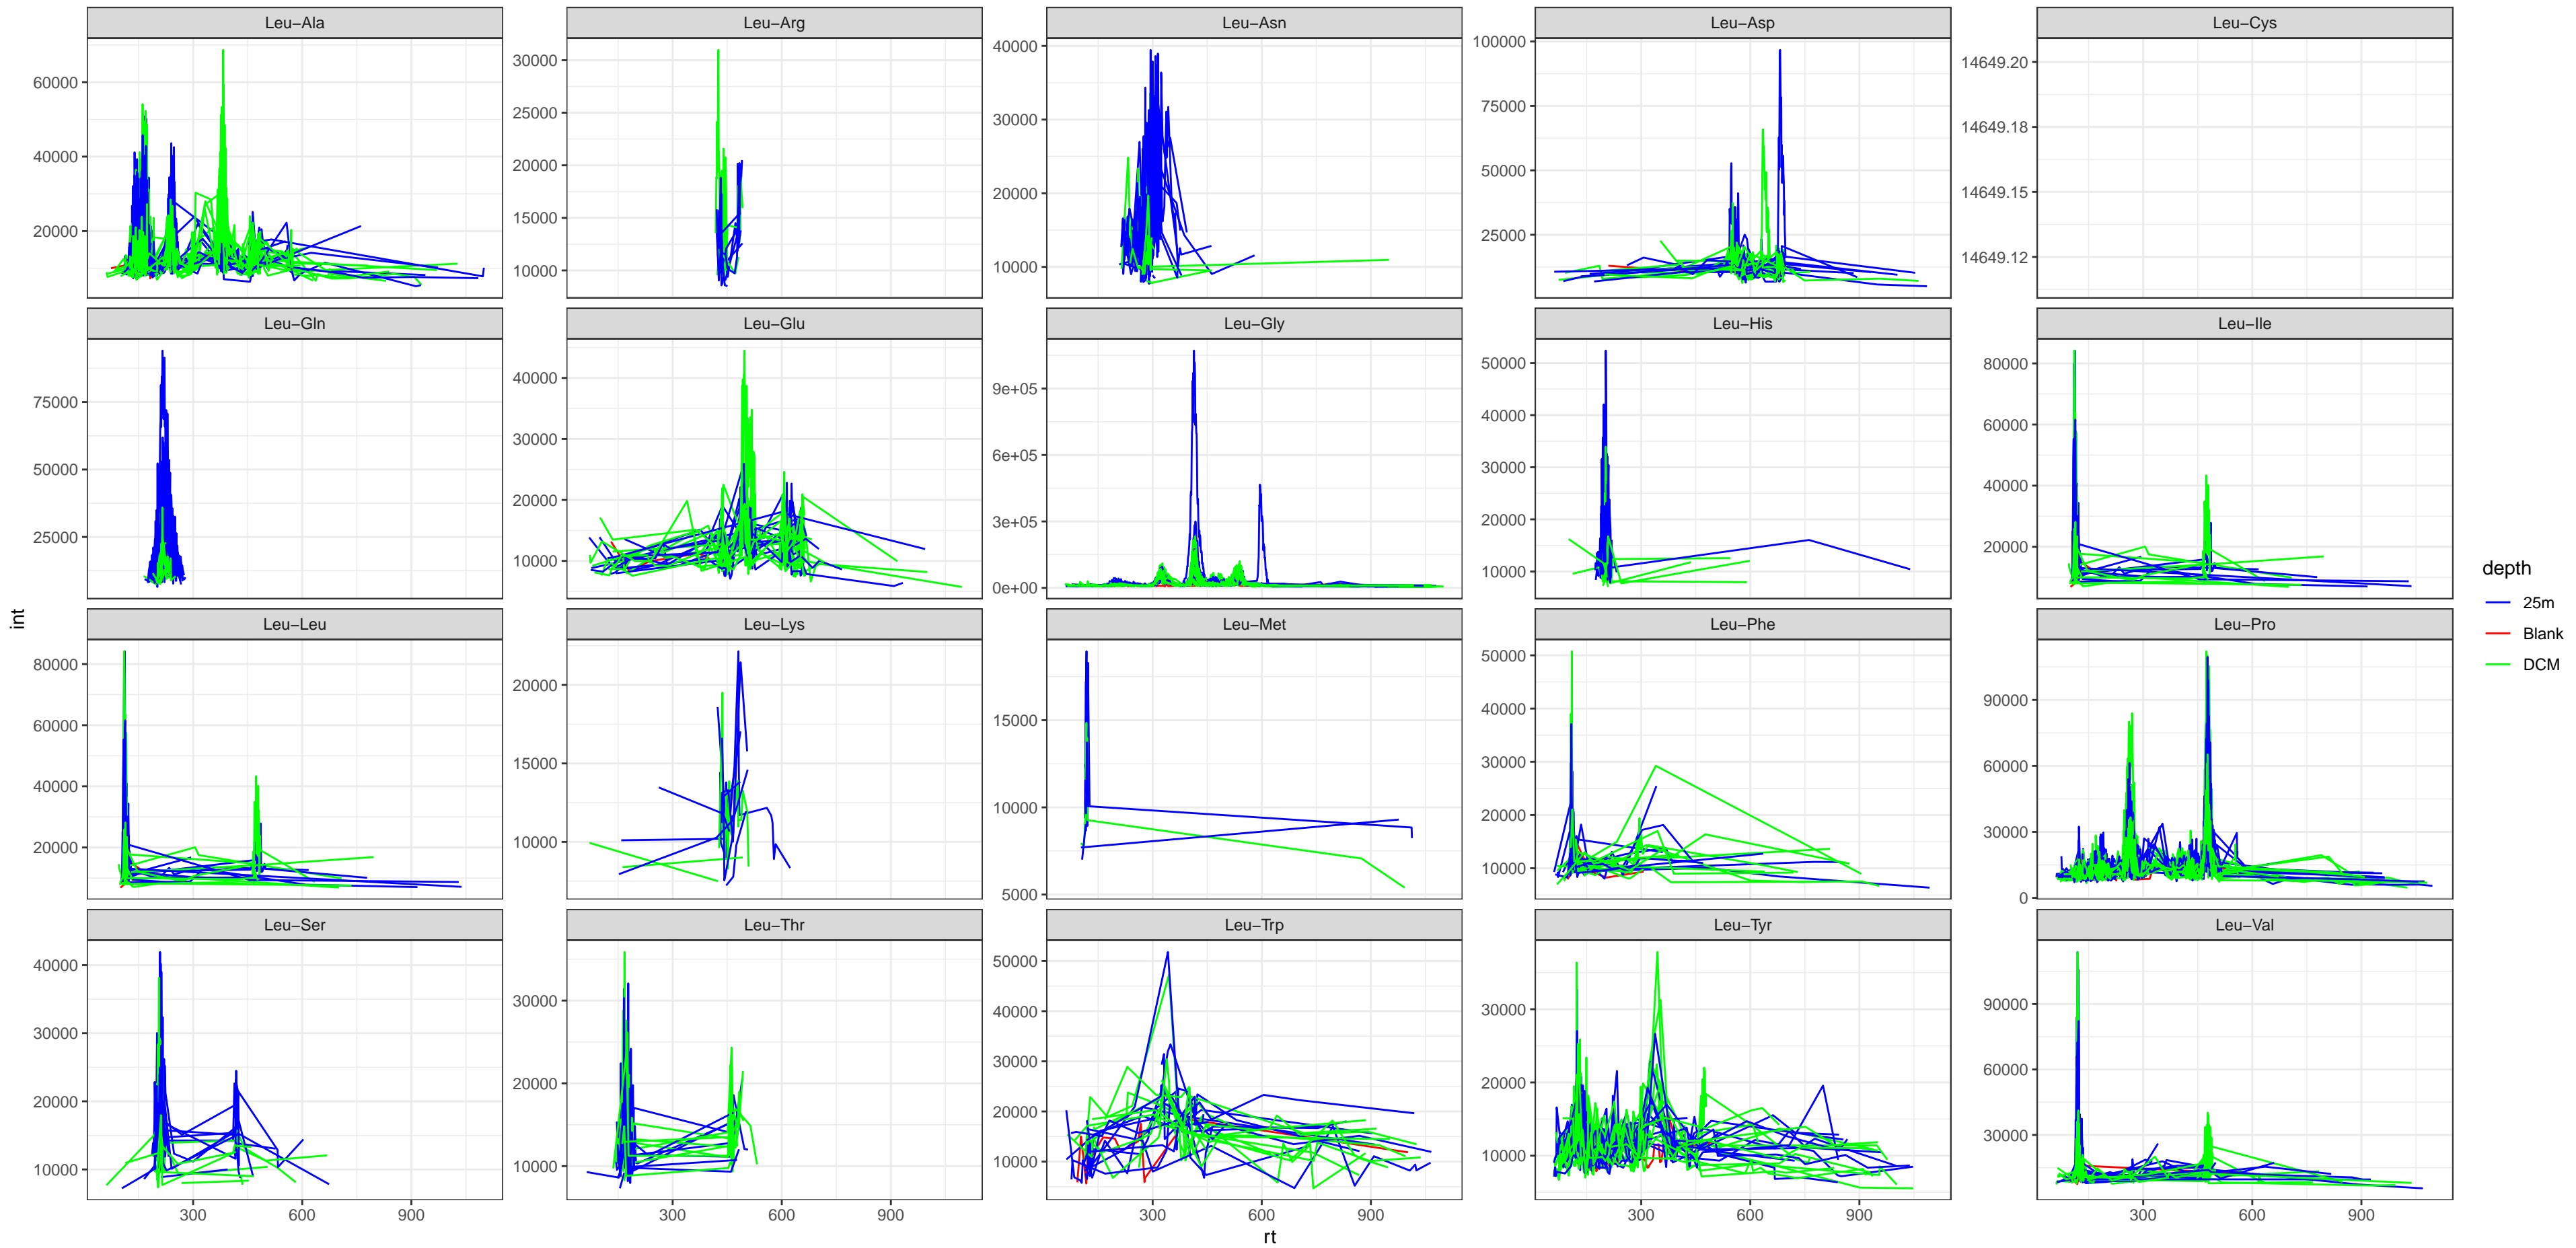 Leu−Ala Leu−Arg Leu−Asn Leu−Asp Leu−Cys
60000 40000 20000
30000 25000 20000 15000 10000
40000 30000 20000 10000
100000 75000 50000 25000
14649.20 14649.18 14649.15 14649.12
Leu−Gln Leu−Glu Leu−Gly Leu−His Leu−Ile
75000 50000 25000
40000 30000 20000 10000
9e+05 6e+05 3e+05 0e+00
50000 40000 30000 20000 10000
80000 60000 40000 20000
Leu−Leu Leu−Lys Leu−Met Leu−Phe Leu−Pro
80000 60000 40000 20000
20000 15000 10000
15000 10000 5000
50000 40000 30000 20000 10000
90000 60000 30000 0
Leu−Ser Leu−Thr Leu−Trp Leu−Tyr Leu−Val
40000 30000 20000 10000
30000 20000 10000
50000 40000 30000 20000 10000
30000 20000 10000
90000 60000 30000
300 600 900 300 600 900 300 600 900 300 600 900 300 600 900
rt
int
depth
25m
Blank
DCM